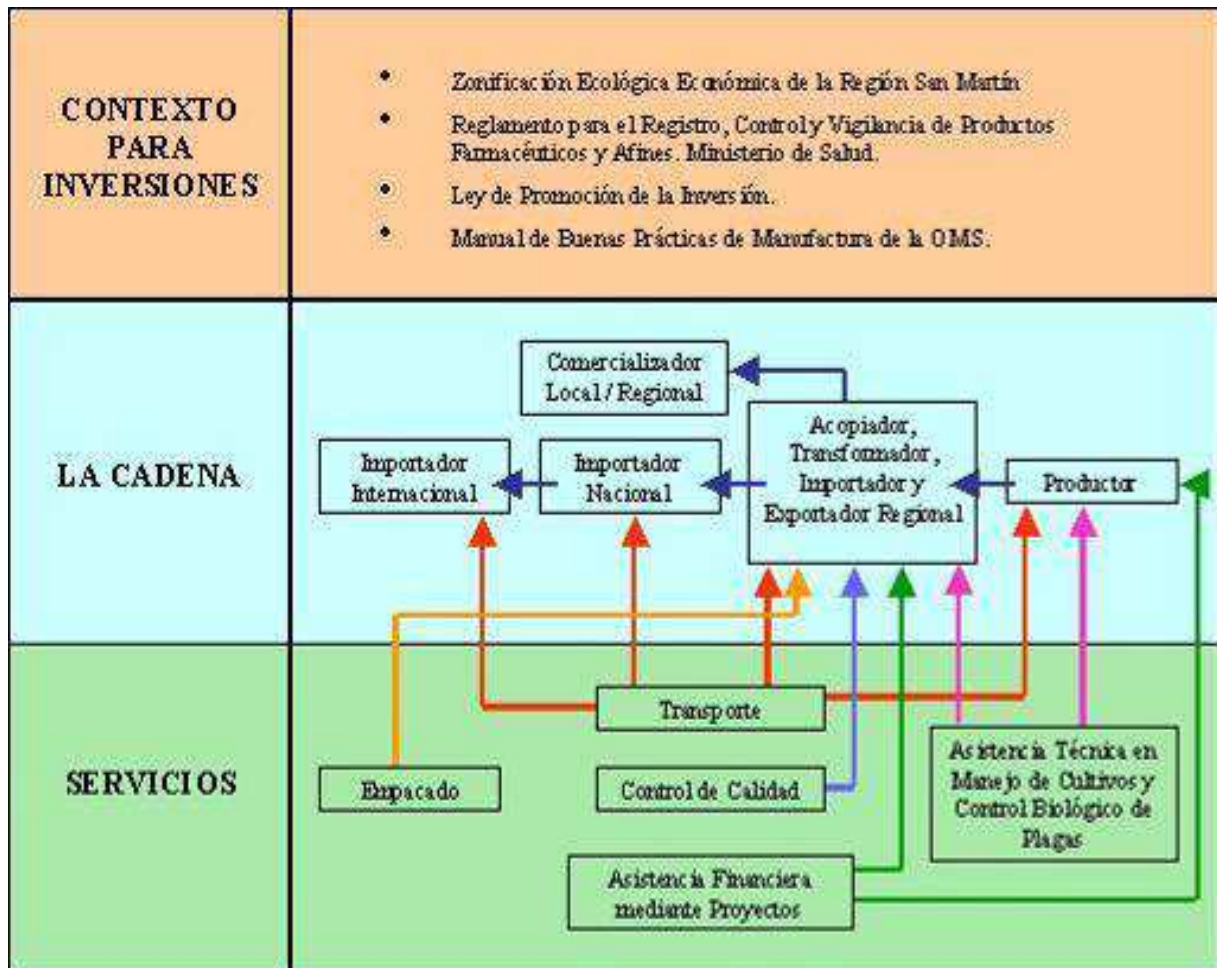 CONTEXTO
PARA
INVERSIONES
• Zonificación Ecológica Económica de la Región San Martín
• Reglamento para el Registro, Control y Vigilancia de Productos
Farmacéuticos y Afines. Ministerio de Salud.
• Ley de Promoción de la Inversión.
• Manual de Buenas Prácticas de Manufactura de la OMS.
LA CADENA
Comercializador
Local / Regional
Importador
Internacional
Importador
Nacional
Acopiador,
Transformador,
Importador y
Exportador Regional
Productor
SERVICIOS
Transporte
Empacado
Control de Calidad
Asistencia Técnica en
Manejo de Cultivos y
Control Biológico de
Plagas
Asistencia Financiera
mediante Proyectos